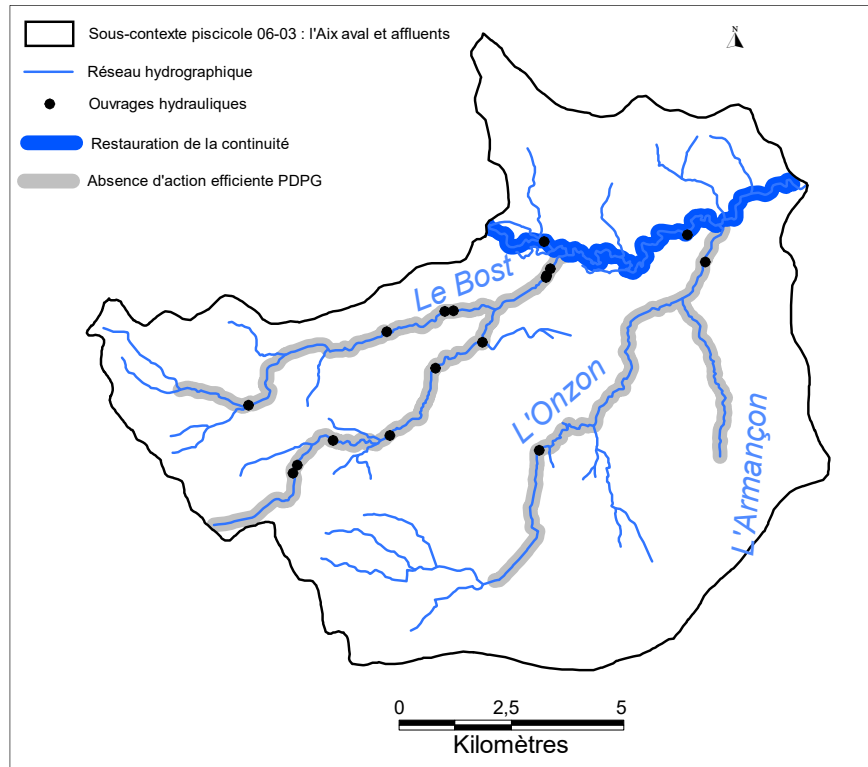 Sous-contexte piscicole 06-03 : l'Aix aval et affluents
Réseau hydrographique
Ouvrages hydrauliques
Restauration de la continuité
Absence d'action efficiente PDPG
N
Le Bost
L'Onzon
L'Armançon
0 2,5 5
Kilomètres